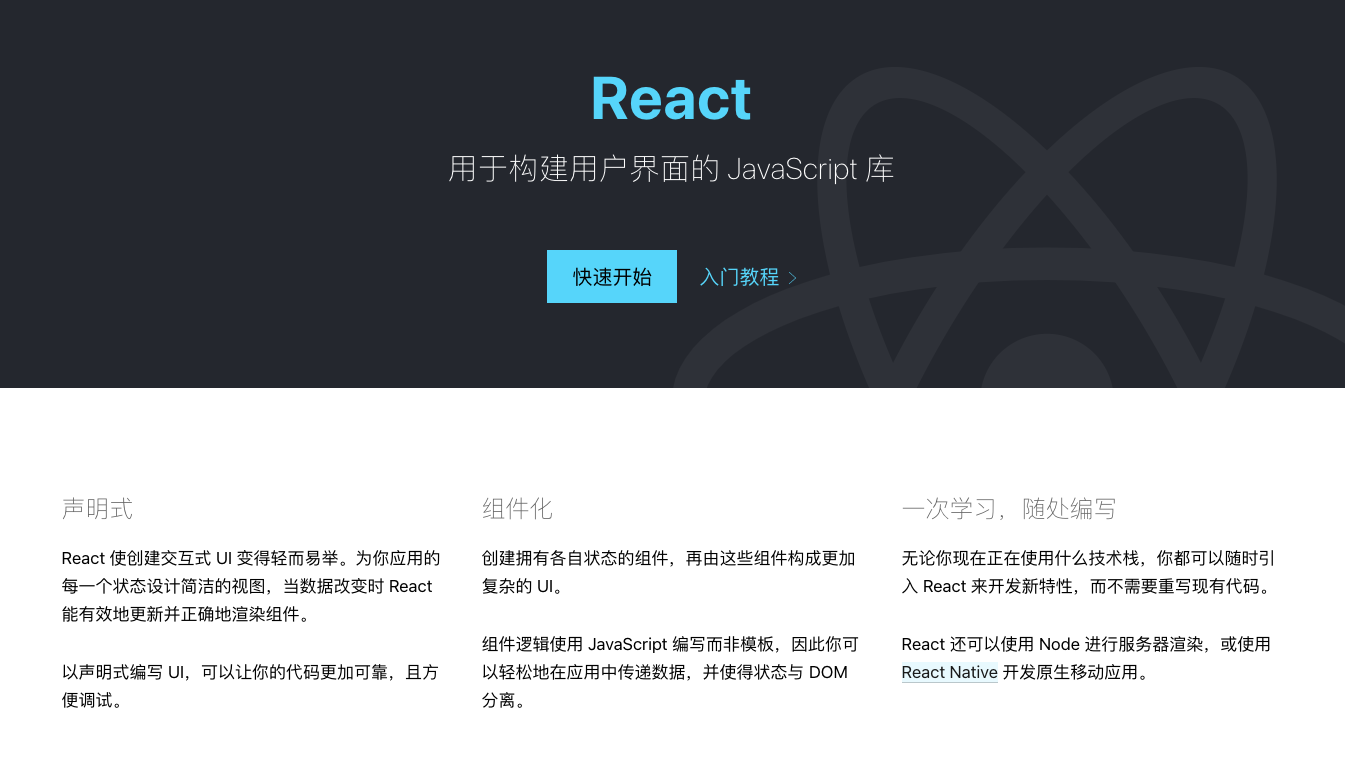 React
用于构建用户界面的 JavaScript 库
快速开始
入门教程
声明式
React 使创建交互式 UI 变得轻而易举。为你应用的
每一个状态设计简洁的视图，当数据改变时 React
能有效地更新并正确地渲染组件。
以声明式编写 UI，可以让你的代码更加可靠，且方
便调试。
组件化
创建拥有各自状态的组件，再由这些组件构成更加
复杂的 UI。
组件逻辑使用 JavaScript 编写而非模板，因此你可
以轻松地在应用中传递数据，并使得状态与 DOM
分离。
一次学习，随处编写
无论你现在正在使用什么技术栈，你都可以随时引
入 React 来开发新特性，而不需要重写现有代码。
React 还可以使用 Node 进行服务器渲染，或使用
React Native 开发原生移动应用。